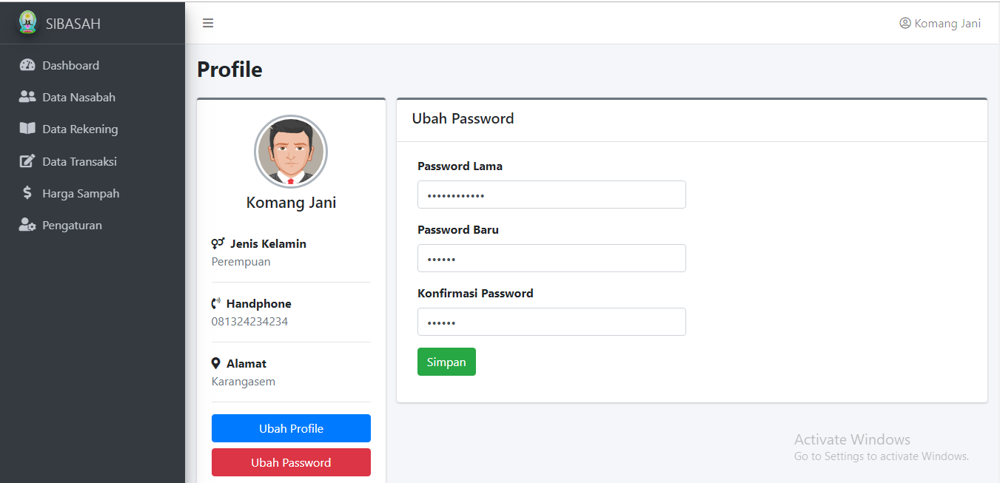 SIBASAH
Komang Jani
Dashboard
Data Nasabah
Data Rekening
Data Transaksi
Harga Sampah
Pengaturan
Profile
Komang Jani
Jenis Kelamin
Perempuan
Handphone
081324234234
Alamat
Karangasem
Ubah Profile
Ubah Password
Ubah Password
Password Lama
••••••••••••
Password Baru
••••••
Konfirmasi Password
••••••
Simpan
Activate Windows
Go to Settings to activate Windows.